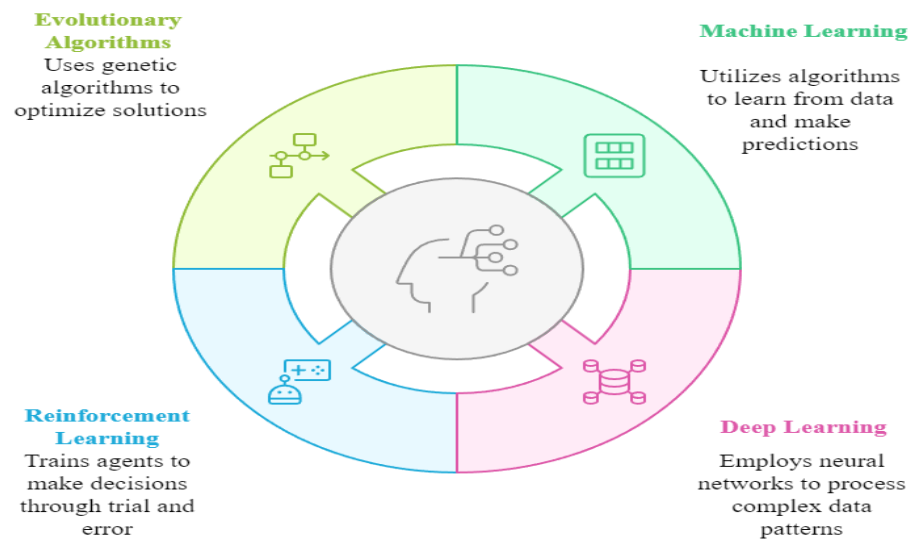 Evolutionary
Algorithms
Uses genetic
algorithms to
optimize solutions
Machine Learning
Utilizes algorithms
to learn from data
and make
predictions
Reinforcement
Learning
Trains agents to
make decisions
through trial and
error
Deep Learning
Employs neural
networks to process
complex data
patterns